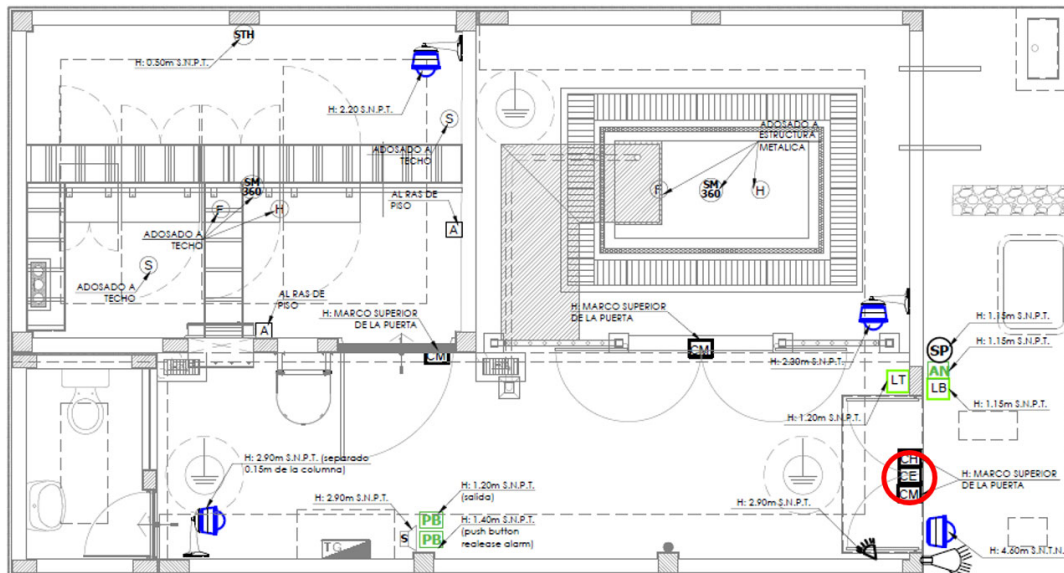 STH
H: 0.50m S.N.P.T.
H: 2.20 S.N.P.T.
S
ADOSADO A
TECHO
SM
360
AL RAS DE
PISO
F
H
A
ADOSADO A
TECHO
S
ADOSADO A
TECHO
AL RAS DE
PISO
A
H: MARCO SUPERIOR
DE LA PUERTA
CM
ADOSADO A
ESTRUCTURA
METALICA
F
SM
360
H
H: MARCO SUPERIOR
DE LA PUERTA
CM
H: 2.30m S.N.P.T.
H: 1.15m S.N.P.T.
SP
H: 1.15m S.N.P.T.
AN
LT
LB
H: 1.20m S.N.P.T.
H: 1.15m S.N.P.T.
CH
CE
CM
H: MARCO SUPERIOR
DE LA PUERTA
H: 2.90m S.N.P.T. (separado
0.15m de la columna)
H: 2.90m S.N.P.T.
H: 1.20m S.N.P.T.
(salida)
PB
H: 1.40m S.N.P.T.
(push button
realease alarm)
PB
S
TG
H: 2.90m S.N.P.T.
H: 4.60m S.N.T.N.